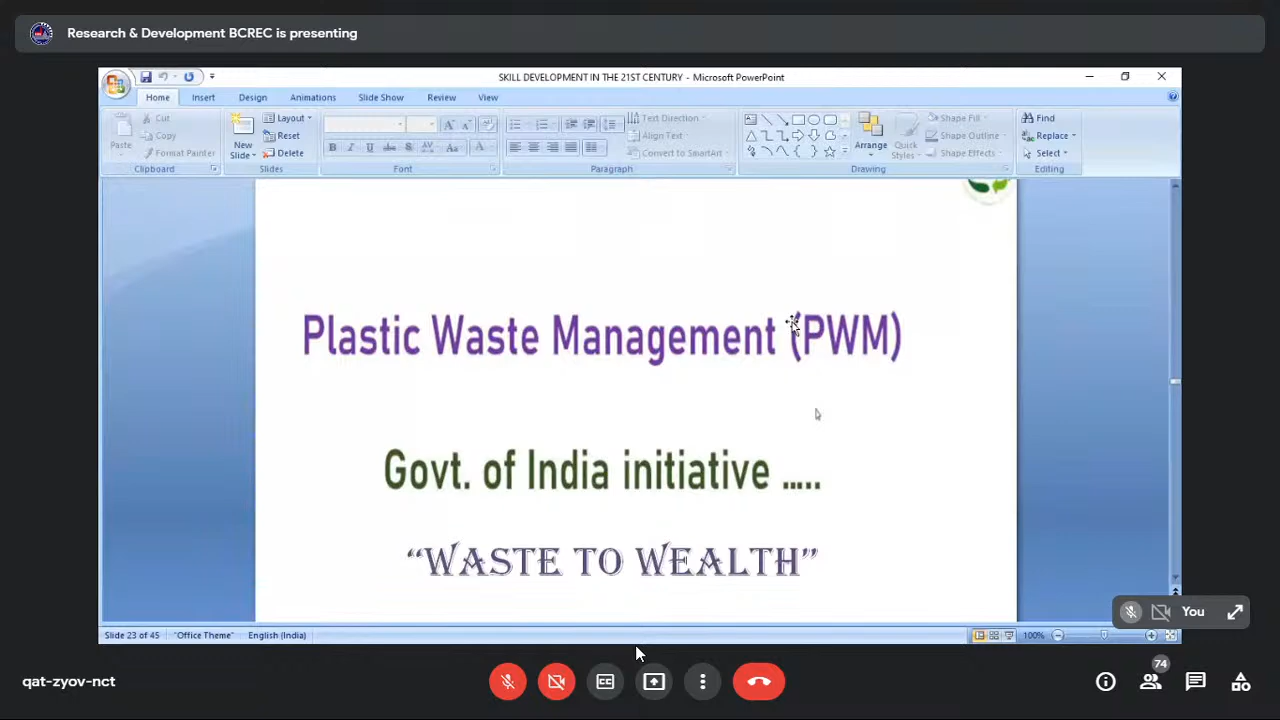 Research & Development BCREC is presenting
SKILL DEVELOPMENT IN THE 21ST CENTURY - Microsoft PowerPoint
Home Insert Design Animations Slide Show Review View
Paste
Cut
Copy
Format Painter
Clipboard
New Slide
Layout
Reset
Delete
Slides
B I U abc S AV Aa A
Font
Text Direction
Align Text
Convert to SmartArt
Paragraph
Arrange
Quick Styles
Shape Fill
Shape Outline
Shape Effects
Drawing
Find
Replace
Select
Editing
Plastic Waste Management (PWM)
Govt. of India initiative .....
“WASTE TO WEALTH”
You
Slide 23 of 45 "Office Theme" English (India) 100%
qat-zyov-nct
CC
74